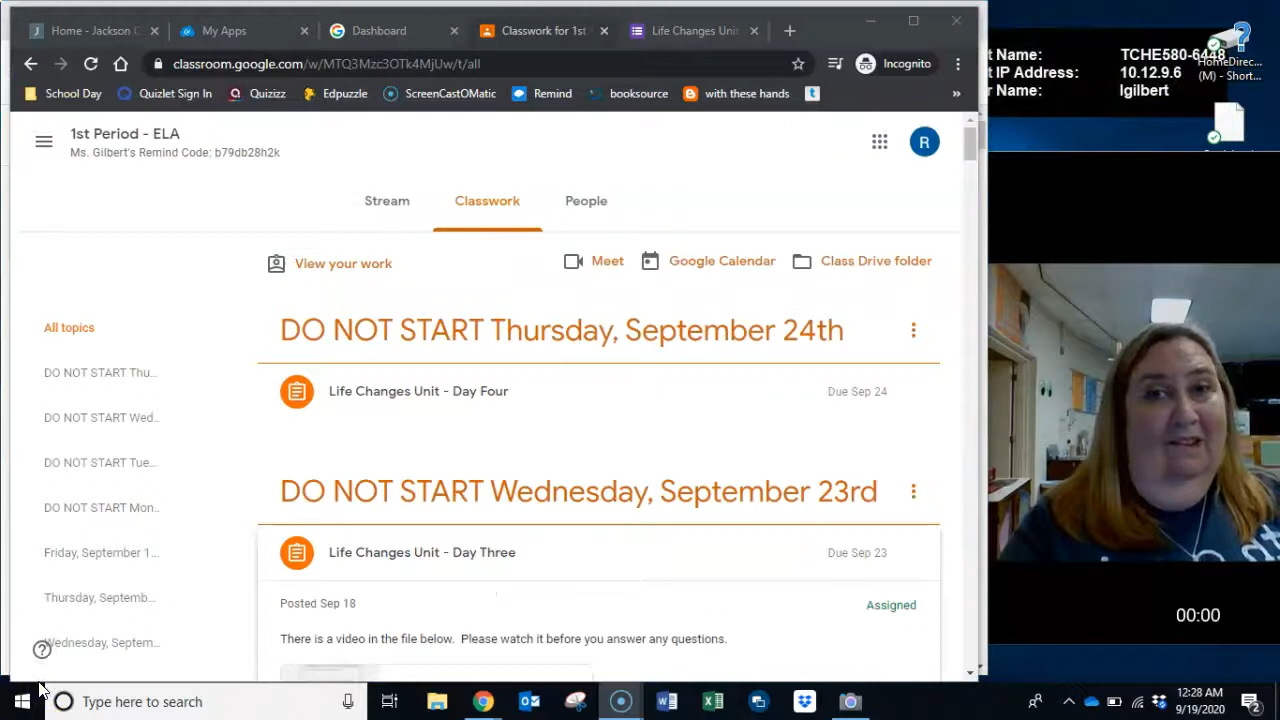 Home - Jackson C
My Apps
Dashboard
Classwork for 1st
Life Changes Unit
classroom.google.com/w/MTQ3Mzc3OTk4MjUw/t/all
Incognito
School Day
Quizlet Sign In
Quizizz
Edpuzzle
ScreenCastOMatic
Remind
booksource
with these hands
t Name: TCHE580-6448
t IP Address: 10.12.9.6
r Name: lgilbert
HomeDirec...
(M) - Short...
1st Period - ELA
Ms. Gilbert's Remind Code: b79db28h2k
R
Stream
Classwork
People
View your work
Meet
Google Calendar
Class Drive folder
All topics
DO NOT START Thu...
DO NOT START Wed...
DO NOT START Tue...
DO NOT START Mon...
Friday, September 1...
Thursday, Septemb...
Wednesday, Septem...
DO NOT START Thursday, September 24th
Life Changes Unit - Day Four
Due Sep 24
DO NOT START Wednesday, September 23rd
Life Changes Unit - Day Three
Due Sep 23
Posted Sep 18
Assigned
There is a video in the file below. Please watch it before you answer any questions.
00:00
Type here to search
12:28 AM
9/19/2020
2